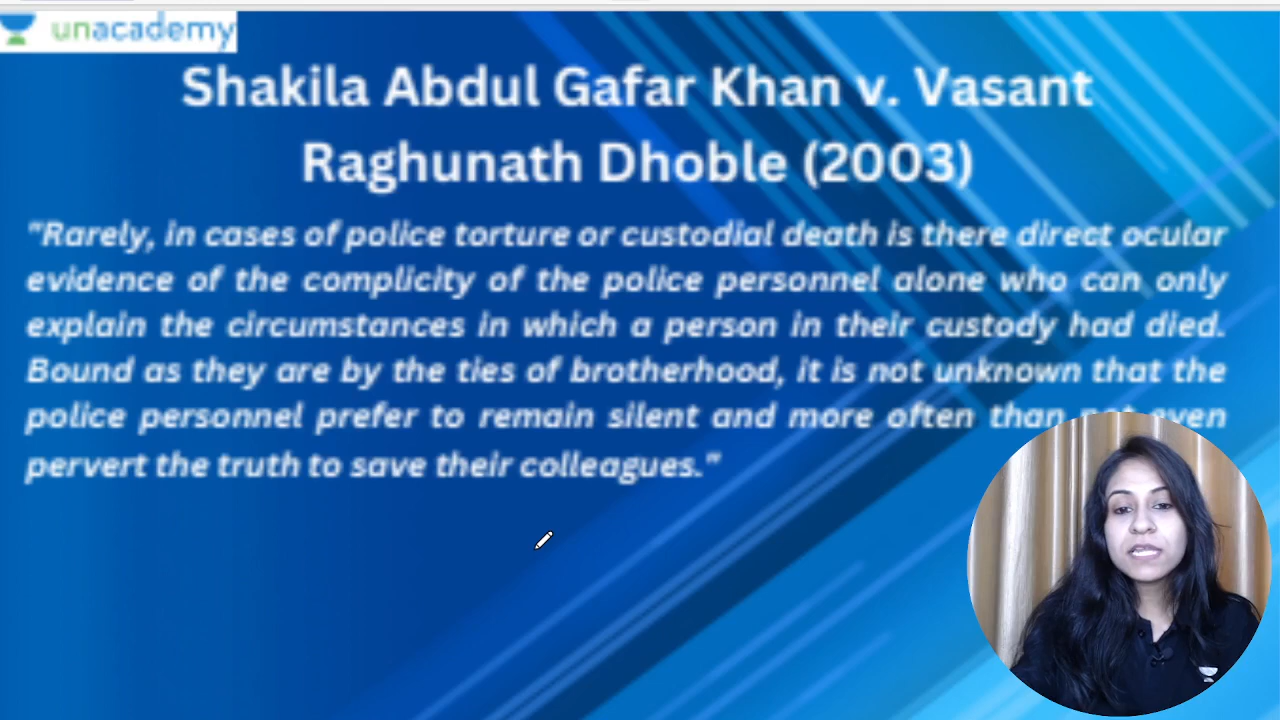 unacademy
Shakila Abdul Gafar Khan v. Vasant
Raghunath Dhoble (2003)
"Rarely, in cases of police torture or custodial death is there direct ocular
evidence of the complicity of the police personnel alone who can only
explain the circumstances in which a person in their custody had died.
Bound as they are by the ties of brotherhood, it is not unknown that the
police personnel prefer to remain silent and more often than not even
pervert the truth to save their colleagues."